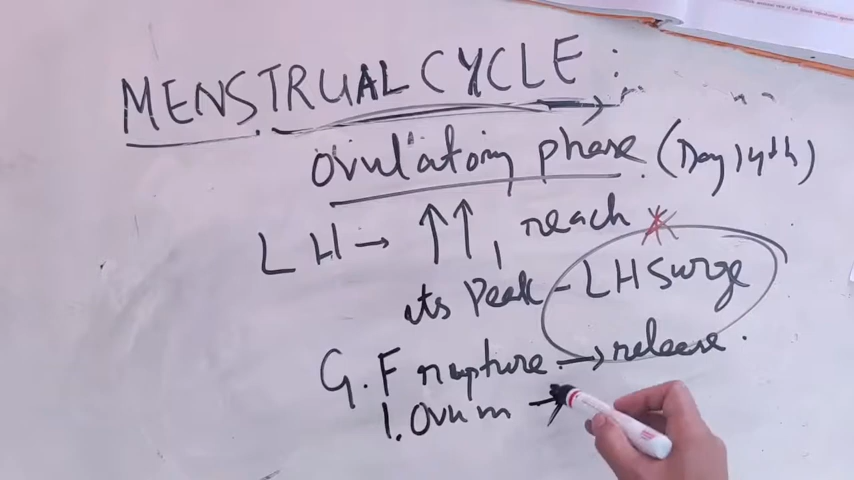 MENSTRUAL CYCLE :
Ovulatory phase (Day 14th)
LH → ↑↑, reach
its Peak - LH Surge
G.F rupture → release.
1. Ovum →